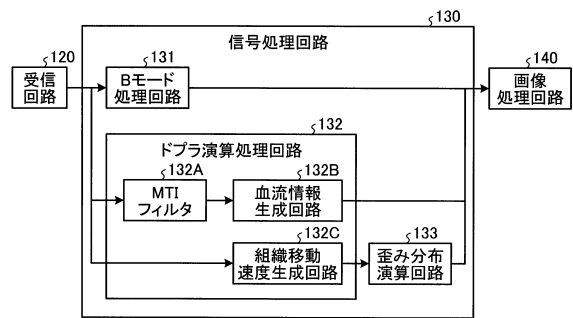 130
信号処理回路
120
受信
回路
131
Bモード
処理回路
140
画像
処理回路
132
ドプラ演算処理回路
132A
MTI
フィルタ
132B
血流情報
生成回路
132C
組織移動
速度生成回路
133
歪み分布
演算回路